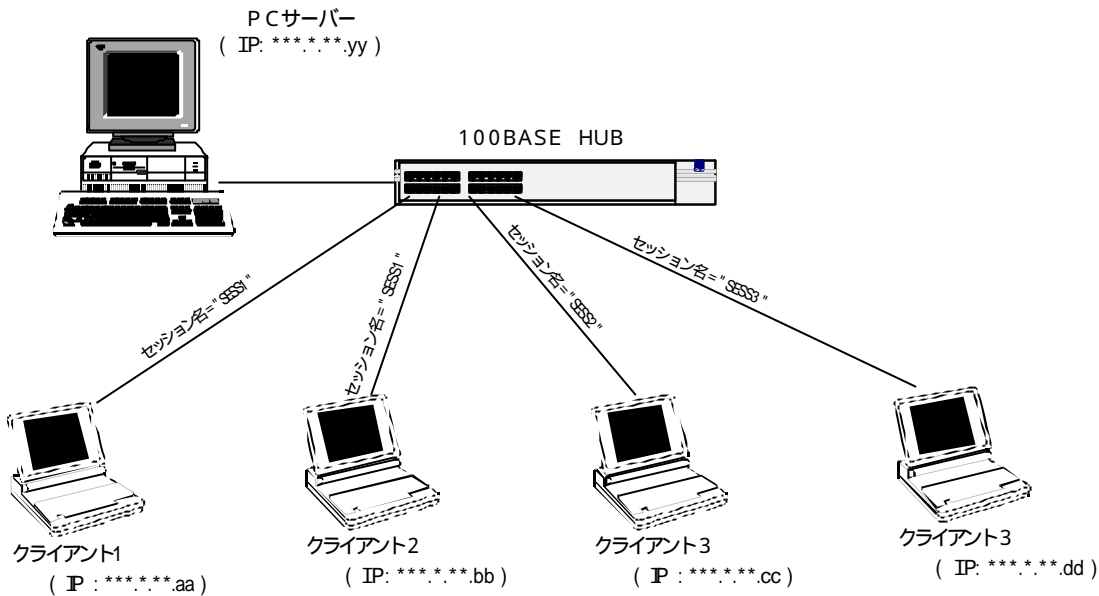 PCサーバー
( IP: ***.*.**.yy )
100BASE HUB
セッション名="SESS1"
セッション名="SESS1"
セッション名="SESS2"
セッション名="SESS3"
クライアント1
( IP : ***.*.**.aa )
クライアント2
( IP: ***.*.**.bb )
クライアント3
( IP : ***.*.**.cc )
クライアント3
( IP: ***.*.**.dd )